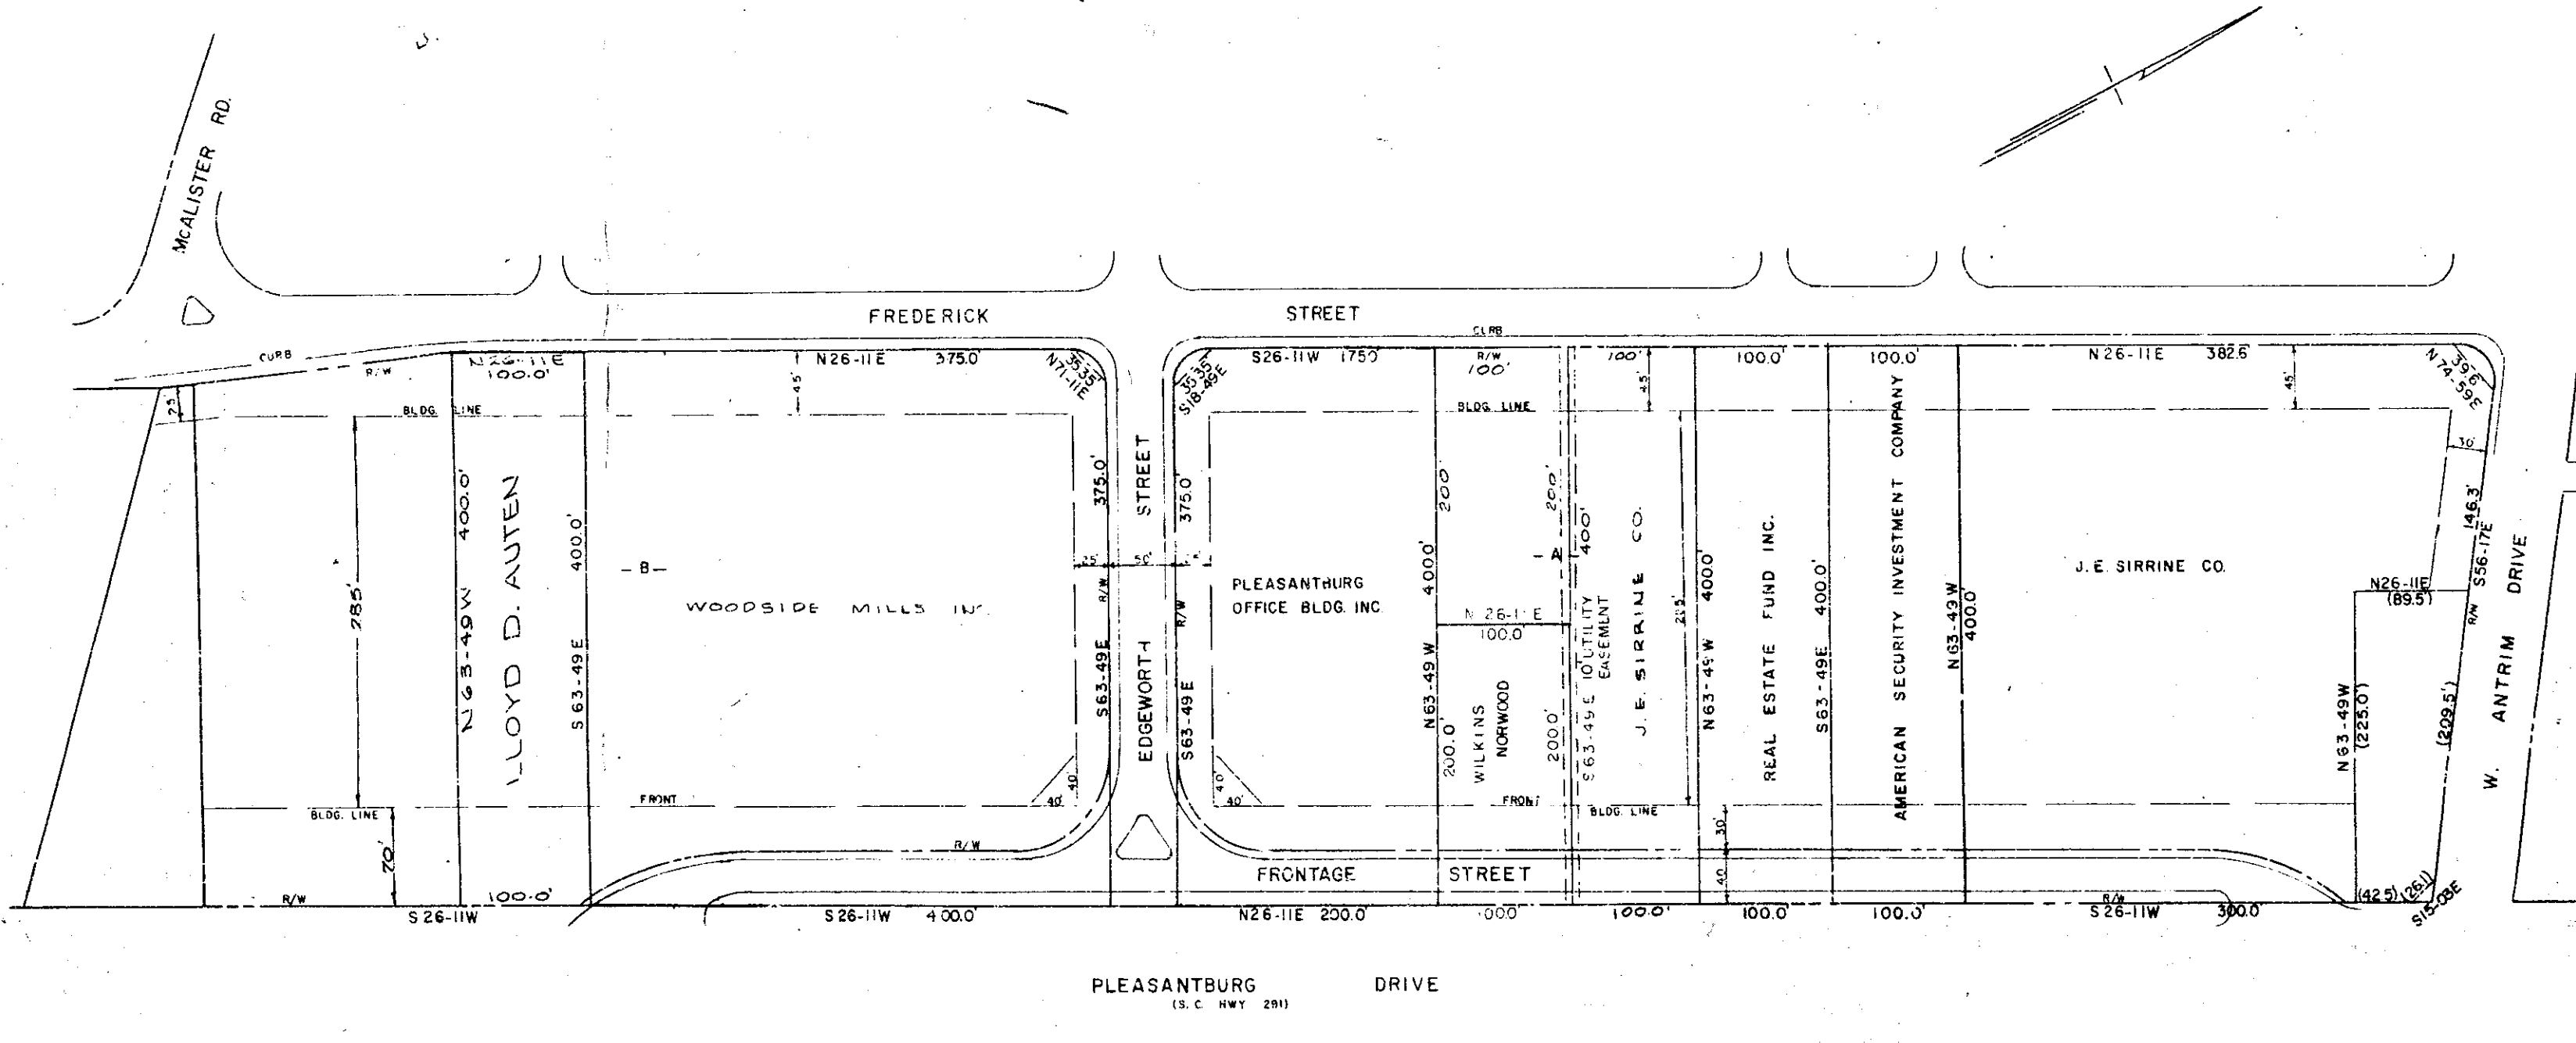 MCALISTER RD.
FREDERICK STREET
CURB
CURB
R/W
N26-11E
100.0'
N26-11E 375.0'
35.35'
N71-11E
35.35'
S18-49E
S26-11W 175.0'
R/W
100'
100'
100.0'
100.0'
N26-11E 382.6
39.6
N74-59E
25'
45'
45'
45'
BLDG. LINE
BLDG. LINE
30'
285'
N63-49W 400.0'
LLOYD D. AUTEN
S63-49E 400.0'
- B -
WOODSIDE MILLS INC.
25' 50' 25'
375.0'
R/W
S63-49E
EDGEWORTH STREET
375.0'
R/W
S63-49E
PLEASANTBURG
OFFICE BLDG. INC.
N63-49W 400.0'
200'
200.0'
N 26-11 E
100.0'
WILKINS
NORWOOD
200'
200.0'
- A -
400'
S63-49E 10' UTILITY
EASEMENT
J. E. SIRRINE CO.
N63-49W 400.0'
REAL ESTATE FUND INC.
S63-49E 400.0'
AMERICAN SECURITY INVESTMENT COMPANY
N63-49W
400.0'
J. E. SIRRINE CO.
N26-11E
(89.5)
146.3'
S56-17E
R/W
N63-49W
(225.0')
(209.5')
W. ANTRIM DRIVE
40'
40'
40'
40'
FRONT
BLDG. LINE
FRONT
BLDG. LINE
70'
30'
40'
R/W
FRONTAGE STREET
R/W
S26-11W
100.0'
S26-11W 400.0'
N26-11E 200.0'
100.0'
100.0'
100.0'
100.0'
R/W
S26-11W 300.0
(42.5)
(26.1)
S15-03E
PLEASANTBURG DRIVE
(S. C. HWY 291)